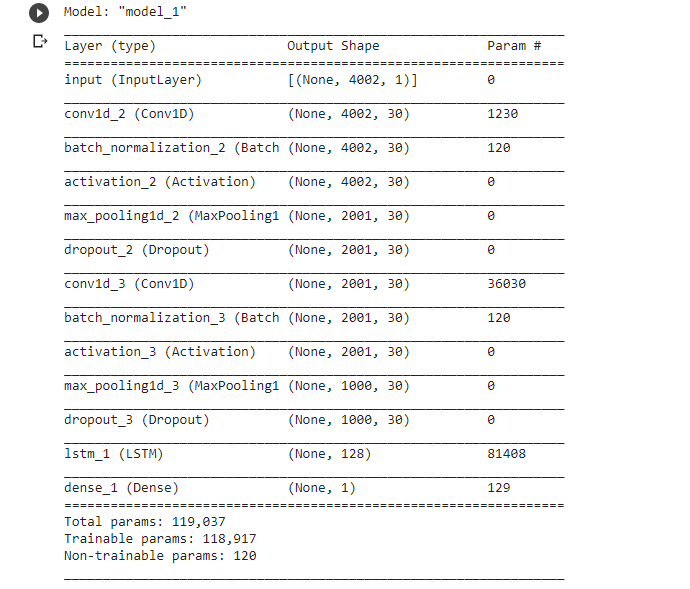 Model: "model_1"
Layer (type) Output Shape Param #
input (InputLayer) [(None, 4002, 1)] 0
conv1d_2 (Conv1D) (None, 4002, 30) 1230
batch_normalization_2 (Batch (None, 4002, 30) 120
activation_2 (Activation) (None, 4002, 30) 0
max_pooling1d_2 (MaxPooling1 (None, 2001, 30) 0
dropout_2 (Dropout) (None, 2001, 30) 0
conv1d_3 (Conv1D) (None, 2001, 30) 36030
batch_normalization_3 (Batch (None, 2001, 30) 120
activation_3 (Activation) (None, 2001, 30) 0
max_pooling1d_3 (MaxPooling1 (None, 1000, 30) 0
dropout_3 (Dropout) (None, 1000, 30) 0
lstm_1 (LSTM) (None, 128) 81408
dense_1 (Dense) (None, 1) 129
Total params: 119,037
Trainable params: 118,917
Non-trainable params: 120